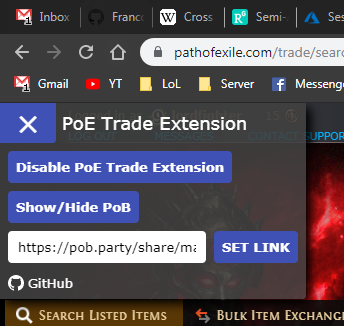 Inbox
Franc
Cross
Semi-
pathofexile.com/trade/searc
Gmail YT LoL Server Messeng
PoE Trade Extension
CONTACT SUPPOR
Disable PoE Trade Extension
Show/Hide PoB
https://pob.party/share/ma SET LINK
GitHub
Search Listed Items Bulk Item Exchang